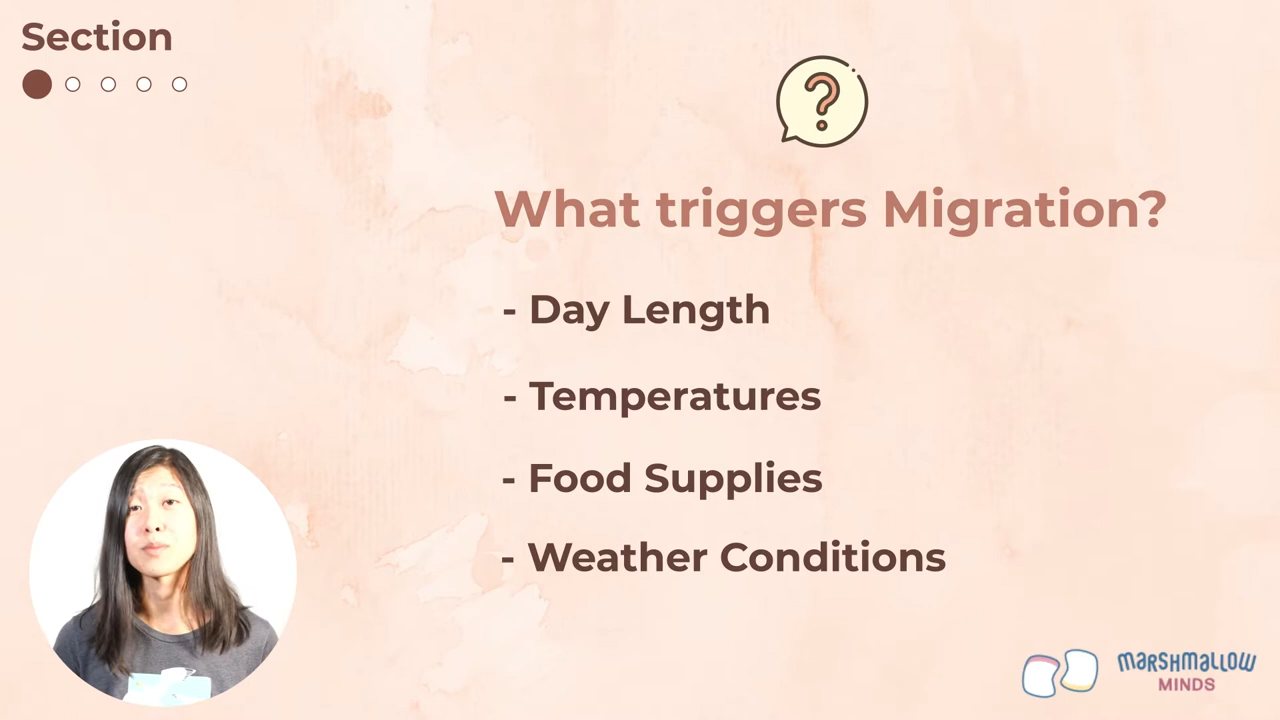 Section
?
What triggers Migration?
- Day Length
- Temperatures
- Food Supplies
- Weather Conditions
MARSHMALLOW
MINDS